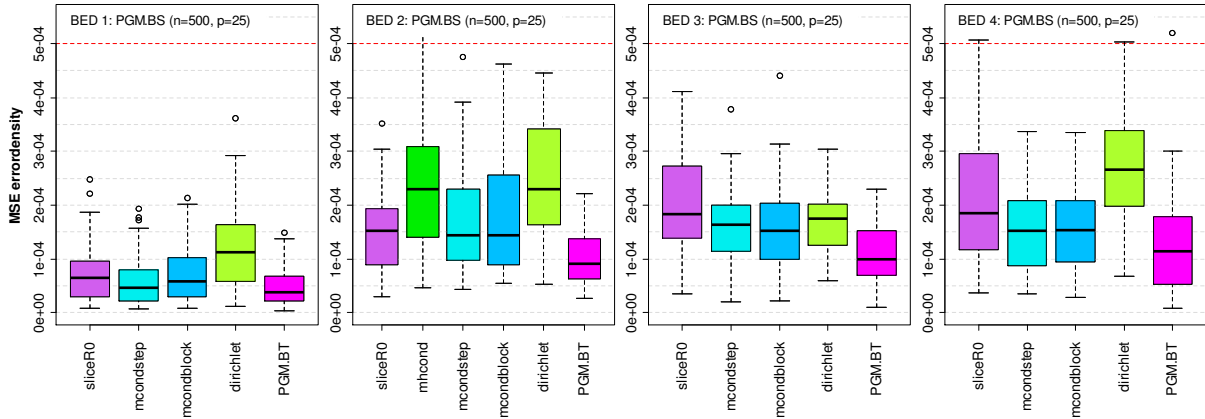 BED 1: PGM.BS (n=500, p=25)
BED 2: PGM.BS (n=500, p=25)
BED 3: PGM.BS (n=500, p=25)
BED 4: PGM.BS (n=500, p=25)
MSE errordensity
5e-04
4e-04
3e-04
2e-04
1e-04
0e+00
5e-04
4e-04
3e-04
2e-04
1e-04
0e+00
5e-04
4e-04
3e-04
2e-04
1e-04
0e+00
5e-04
4e-04
3e-04
2e-04
1e-04
0e+00
sliceR0
mcondstep
mcondblock
dirichlet
PGM.BT
sliceR0
mhcond
mcondstep
mcondblock
dirichlet
PGM.BT
sliceR0
mcondstep
mcondblock
dirichlet
PGM.BT
sliceR0
mcondstep
mcondblock
dirichlet
PGM.BT